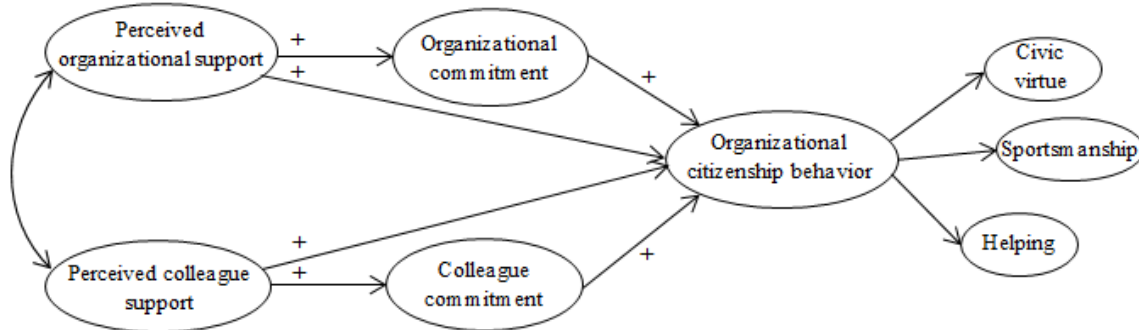 Perceived
organizational support
+
+
Organizational
commitment
+
Organizational
citizenship behavior
Civic
virtue
Sportsmanship
Helping
Perceived colleague
support
+
+
Colleague
commitment
+